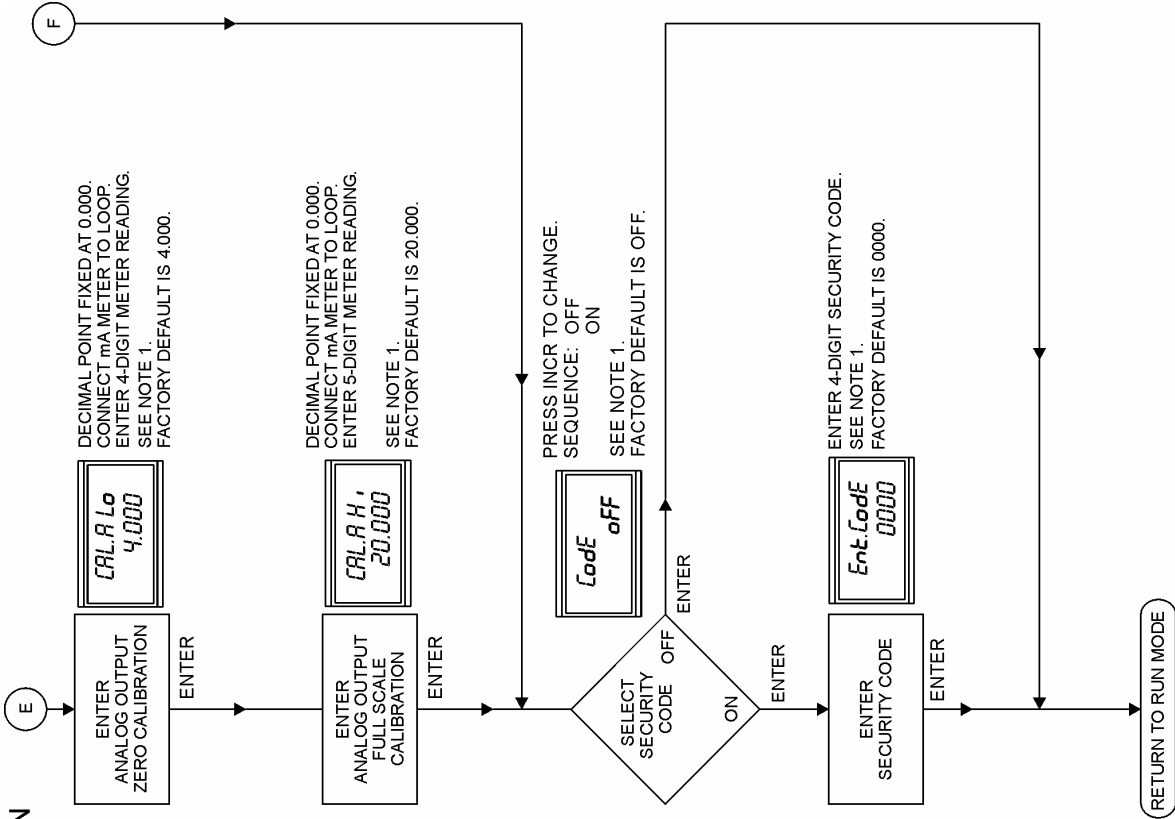 N
E
F
ENTER
ANALOG OUTPUT
ZERO CALIBRATION
CAL.A Lo
4.000
DECIMAL POINT FIXED AT 0.000.
CONNECT mA METER TO LOOP.
ENTER 4-DIGIT METER READING.
SEE NOTE 1.
FACTORY DEFAULT IS 4.000.
ENTER
ENTER
ANALOG OUTPUT
FULL SCALE
CALIBRATION
CAL.A Hi
20.000
DECIMAL POINT FIXED AT 0.000.
CONNECT mA METER TO LOOP.
ENTER 5-DIGIT METER READING.
SEE NOTE 1.
FACTORY DEFAULT IS 20.000.
ENTER
SELECT
SECURITY
CODE
OFF
ON
CodE
oFF
PRESS INCR TO CHANGE.
SEQUENCE: OFF
ON
SEE NOTE 1.
FACTORY DEFAULT IS OFF.
ENTER
ENTER
ENTER
SECURITY CODE
Ent.CodE
0000
ENTER 4-DIGIT SECURITY CODE.
SEE NOTE 1.
FACTORY DEFAULT IS 0000.
ENTER
RETURN TO RUN MODE